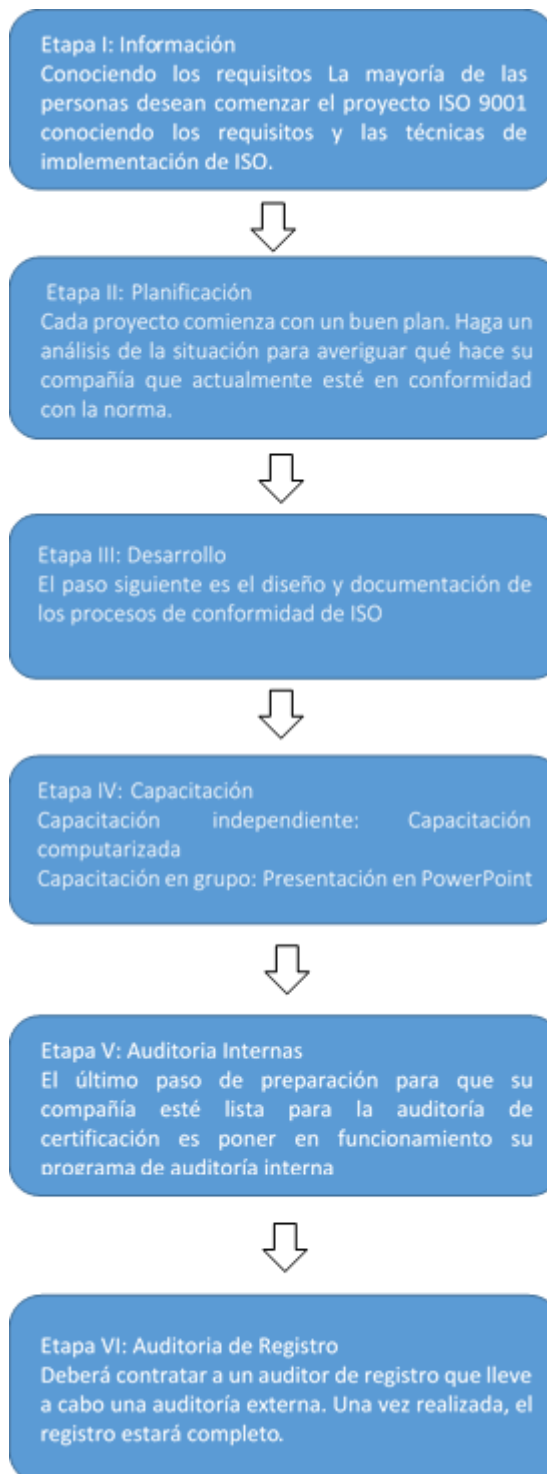 Etapa I: Información
Conociendo los requisitos La mayoría de las
personas desean comenzar el proyecto ISO 9001
conociendo los requisitos y las técnicas de
implementación de ISO.
Etapa II: Planificación
Cada proyecto comienza con un buen plan. Haga un
análisis de la situación para averiguar qué hace su
compañía que actualmente esté en conformidad
con la norma.
Etapa III: Desarrollo
El paso siguiente es el diseño y documentación de
los procesos de conformidad de ISO
Etapa IV: Capacitación
Capacitación independiente: Capacitación
computarizada
Capacitación en grupo: Presentación en PowerPoint
Etapa V: Auditoria Internas
El último paso de preparación para que su
compañía esté lista para la auditoría de
certificación es poner en funcionamiento su
programa de auditoría interna
Etapa VI: Auditoria de Registro
Deberá contratar a un auditor de registro que lleve
a cabo una auditoría externa. Una vez realizada, el
registro estará completo.